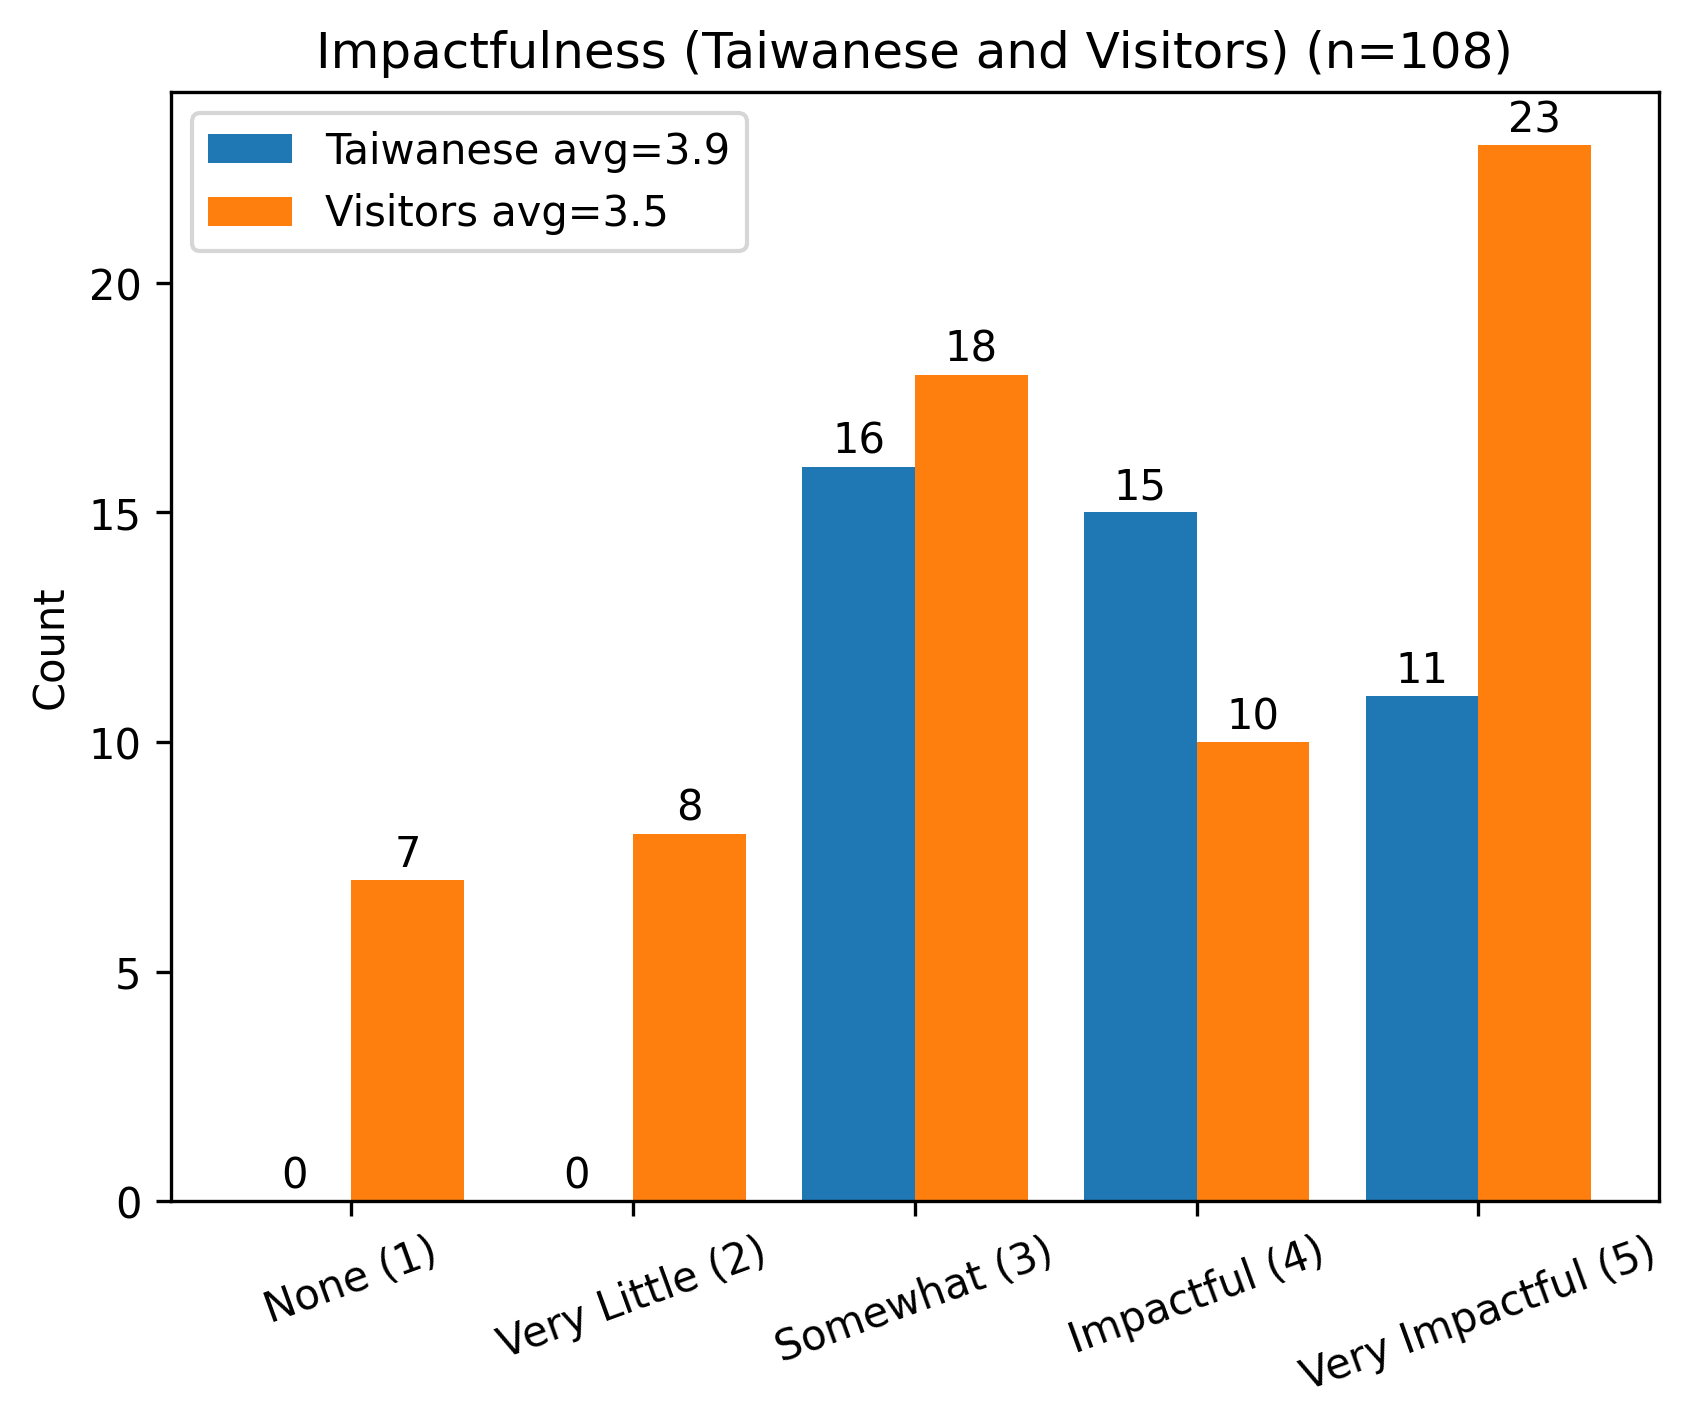 Impactfulness (Taiwanese and Visitors) (n=108)
Taiwanese avg=3.9
Visitors avg=3.5
Count
20
15
10
5
0
0
7
0
8
16
18
15
10
11
23
None (1)
Very Little (2)
Somewhat (3)
Impactful (4)
Very Impactful (5)